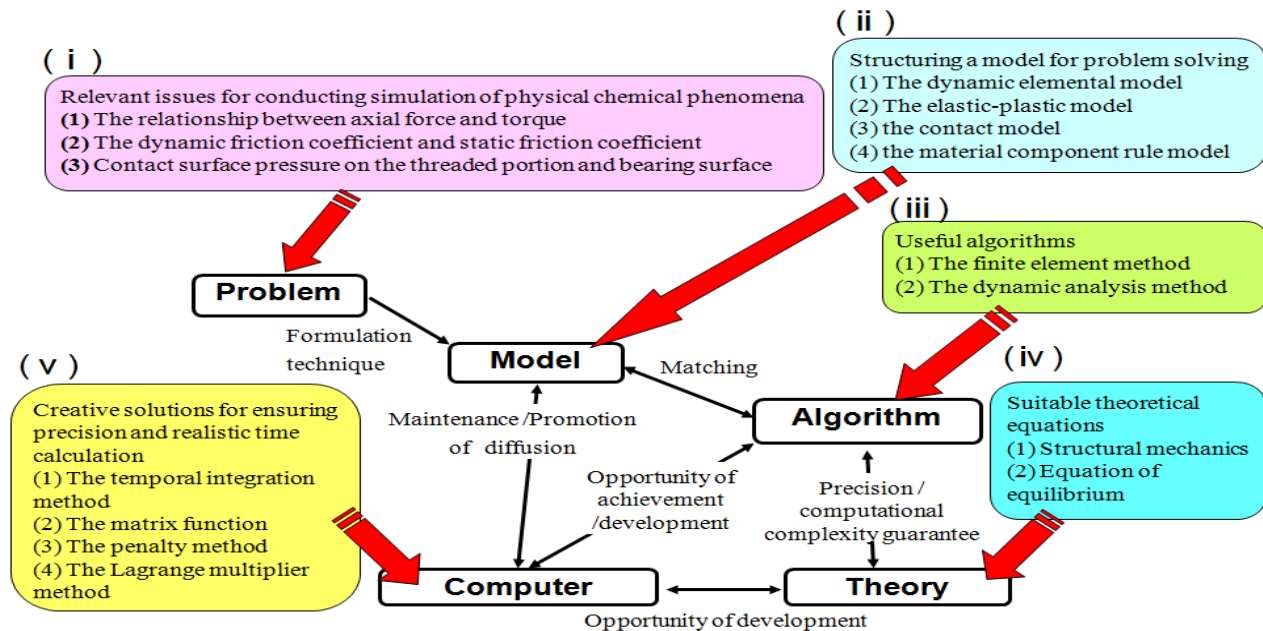 ( i )
Relevant issues for conducting simulation of physical chemical phenomena
(1) The relationship between axial force and torque
(2) The dynamic friction coefficient and static friction coefficient
(3) Contact surface pressure on the threaded portion and bearing surface
( ii )
Structuring a model for problem solving
(1) The dynamic elemental model
(2) The elastic-plastic model
(3) the contact model
(4) the material component rule model
( iii )
Useful algorithms
(1) The finite element method
(2) The dynamic analysis method
Problem
Formulation
technique
Model
Matching
Algorithm
( iv )
Suitable theoretical
equations
(1) Structural mechanics
(2) Equation of
equilibrium
( v )
Creative solutions for ensuring
precision and realistic time
calculation
(1) The temporal integration
method
(2) The matrix function
(3) The penalty method
(4) The Lagrange multiplier
method
Maintenance /Promotion
of diffusion
Opportunity of
achievement
/development
Precision /
computational
complexity guarantee
Computer
Theory
Opportunity of development